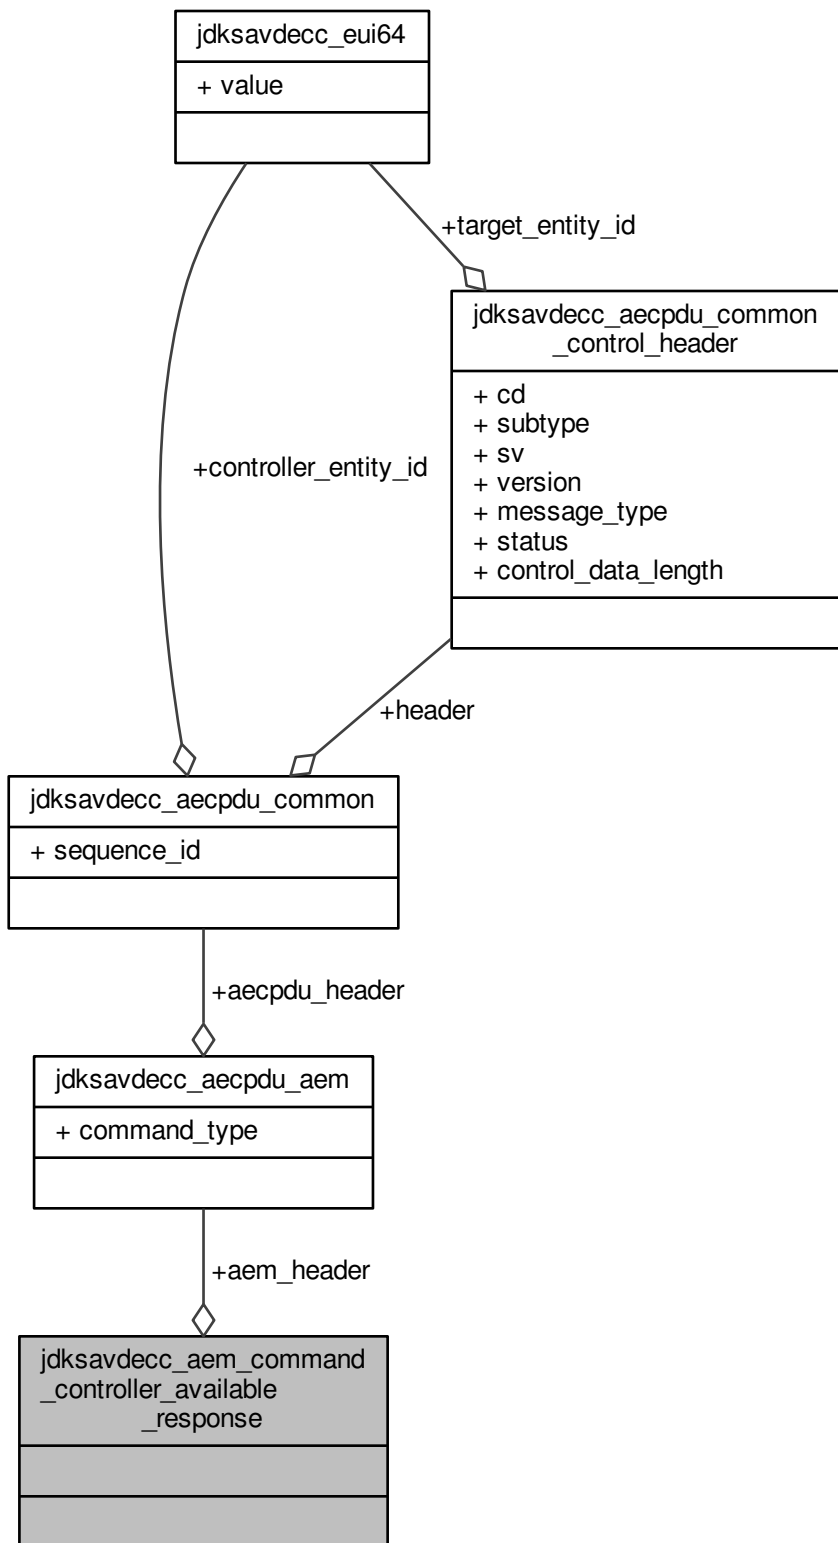 jdksavdecc_eui64
+ value
+target_entity_id
jdksavdecc_aecpdu_common
_control_header
+ cd
+ subtype
+ sv
+ version
+ message_type
+ status
+ control_data_length
+controller_entity_id
+header
jdksavdecc_aecpdu_common
+ sequence_id
+aecpdu_header
jdksavdecc_aecpdu_aem
+ command_type
+aem_header
jdksavdecc_aem_command
_controller_available
_response